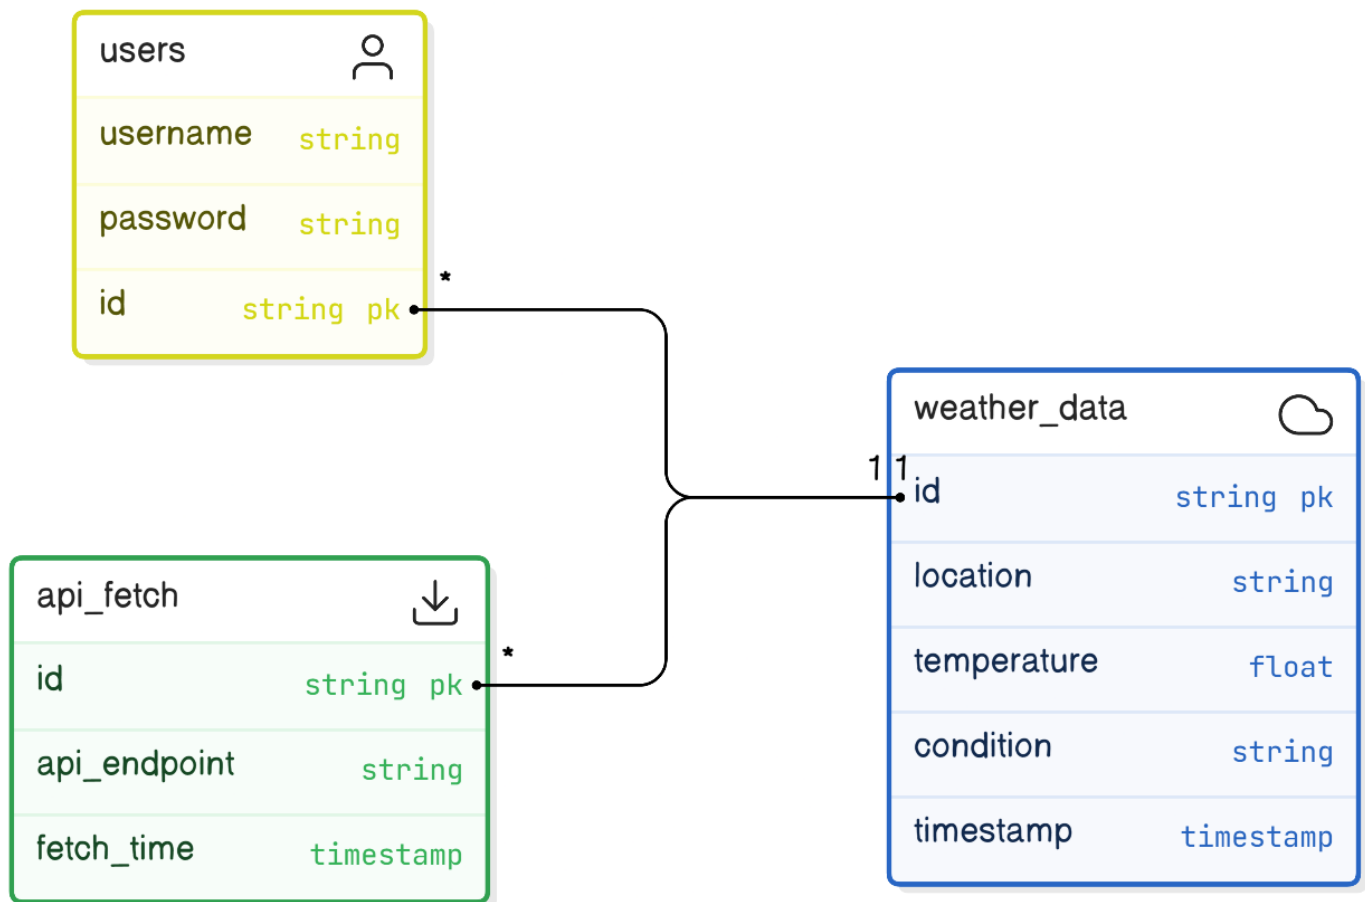 users
username string
password string
id string pk
*
weather_data
1 1
id string pk
location string
temperature float
condition string
timestamp timestamp
api_fetch
*
id string pk
api_endpoint string
fetch_time timestamp